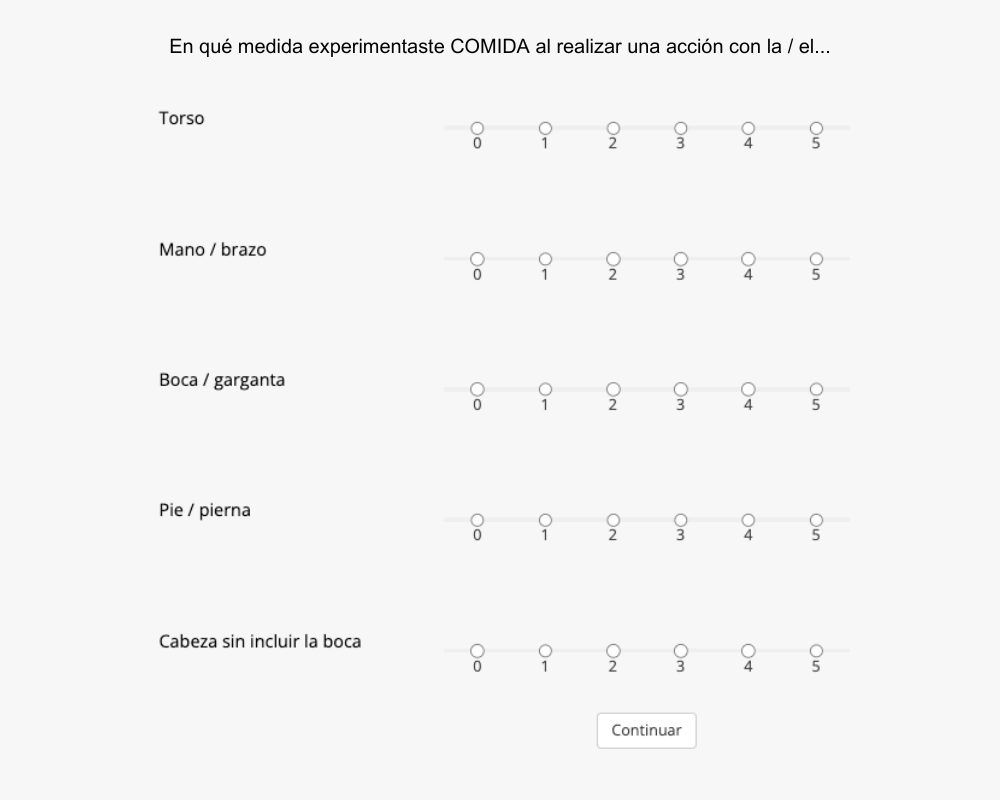 En qué medida experimentaste COMIDA al realizar una acción con la / el...
Torso
0 1 2 3 4 5
Mano / brazo
0 1 2 3 4 5
Boca / garganta
0 1 2 3 4 5
Pie / pierna
0 1 2 3 4 5
Cabeza sin incluir la boca
0 1 2 3 4 5
Continuar